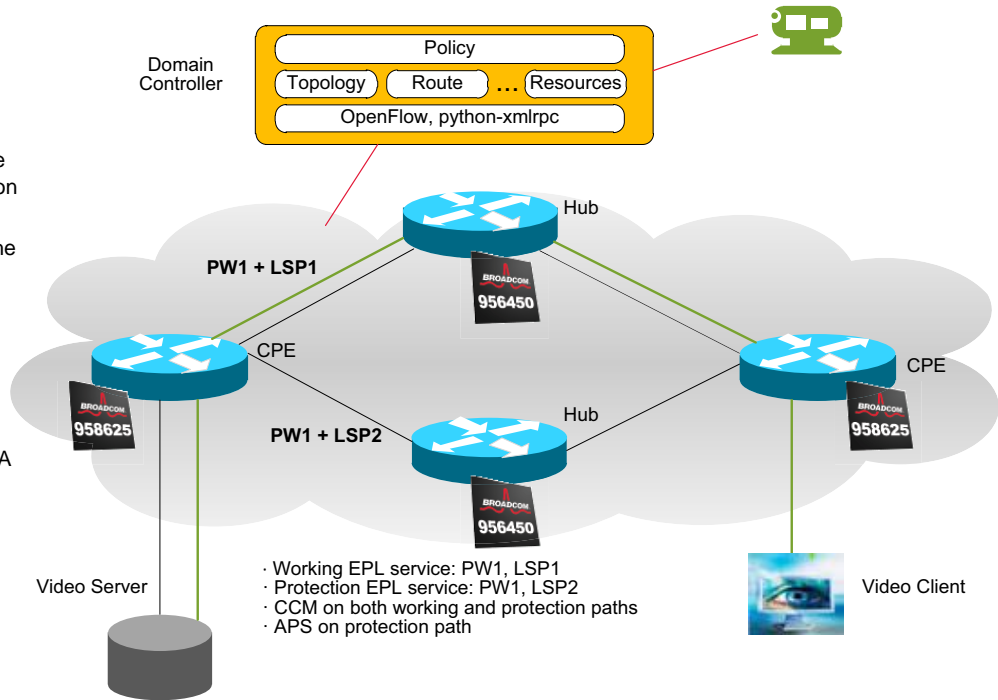 Domain
Controller
Policy
Topology
Route
...
Resources
OpenFlow, python-xmlrpc
e
on
ne
A
Hub
PW1 + LSP1
BROADCOM
956450
CPE
BROADCOM
958625
CPE
BROADCOM
958625
PW1 + LSP2
Hub
BROADCOM
956450
Video Server
· Working EPL service: PW1, LSP1
· Protection EPL service: PW1, LSP2
· CCM on both working and protection paths
· APS on protection path
Video Client